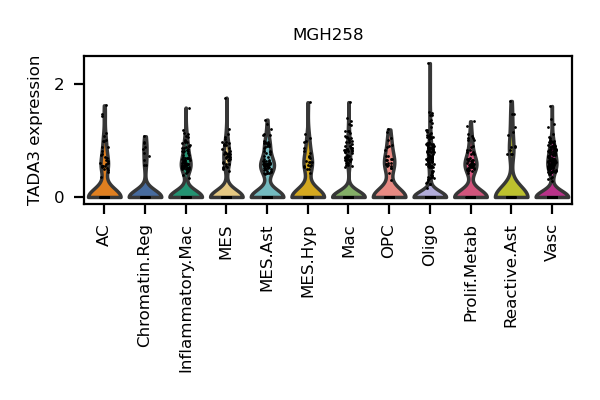 MGH258
TADA3 expression
2
0
AC
Chromatin.Reg
Inflammatory.Mac
MES
MES.Ast
MES.Hyp
Mac
OPC
Oligo
Prolif.Metab
Reactive.Ast
Vasc